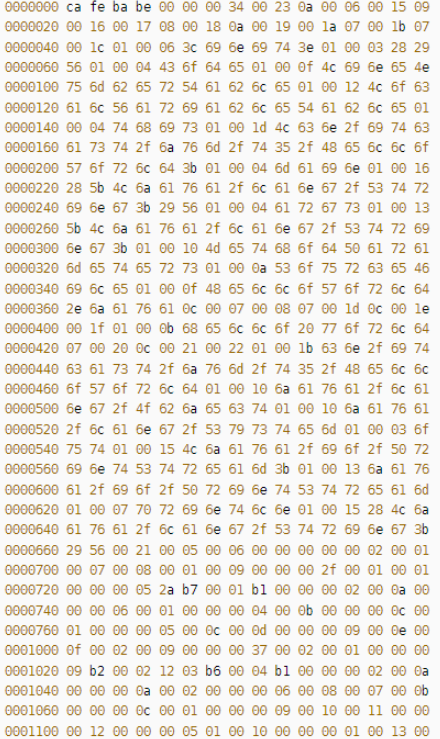 0000000 ca fe ba be 00 00 00 34 00 23 0a 00 06 00 15 09
0000020 00 16 00 17 08 00 18 0a 00 19 00 1a 07 00 1b 07
0000040 00 1c 01 00 06 3c 69 6e 69 74 3e 01 00 03 28 29
0000060 56 01 00 04 43 6f 64 65 01 00 0f 4c 69 6e 65 4e
0000100 75 6d 62 65 72 54 61 62 6c 65 01 00 12 4c 6f 63
0000120 61 6c 56 61 72 69 61 62 6c 65 54 61 62 6c 65 01
0000140 00 04 74 68 69 73 01 00 1d 4c 63 6e 2f 69 74 63
0000160 61 73 74 2f 6a 76 6d 2f 74 35 2f 48 65 6c 6c 6f
0000200 57 6f 72 6c 64 3b 01 00 04 6d 61 69 6e 01 00 16
0000220 28 5b 4c 6a 61 76 61 2f 6c 61 6e 67 2f 53 74 72
0000240 69 6e 67 3b 29 56 01 00 04 61 72 67 73 01 00 13
0000260 5b 4c 6a 61 76 61 2f 6c 61 6e 67 2f 53 74 72 69
0000300 6e 67 3b 01 00 10 4d 65 74 68 6f 64 50 61 72 61
0000320 6d 65 74 65 72 73 01 00 0a 53 6f 75 72 63 65 46
0000340 69 6c 65 01 00 0f 48 65 6c 6c 6f 57 6f 72 6c 64
0000360 2e 6a 61 76 61 0c 00 07 00 08 07 00 1d 0c 00 1e
0000400 00 1f 01 00 0b 68 65 6c 6c 6f 20 77 6f 72 6c 64
0000420 07 00 20 0c 00 21 00 22 01 00 1b 63 6e 2f 69 74
0000440 63 61 73 74 2f 6a 76 6d 2f 74 35 2f 48 65 6c 6c
0000460 6f 57 6f 72 6c 64 01 00 10 6a 61 76 61 2f 6c 61
0000500 6e 67 2f 4f 62 6a 65 63 74 01 00 10 6a 61 76 61
0000520 2f 6c 61 6e 67 2f 53 79 73 74 65 6d 01 00 03 6f
0000540 75 74 01 00 15 4c 6a 61 76 61 2f 69 6f 2f 50 72
0000560 69 6e 74 53 74 72 65 61 6d 3b 01 00 13 6a 61 76
0000600 61 2f 69 6f 2f 50 72 69 6e 74 53 74 72 65 61 6d
0000620 01 00 07 70 72 69 6e 74 6c 6e 01 00 15 28 4c 6a
0000640 61 76 61 2f 6c 61 6e 67 2f 53 74 72 69 6e 67 3b
0000660 29 56 00 21 00 05 00 06 00 00 00 00 00 02 00 01
0000700 00 07 00 08 00 01 00 09 00 00 00 2f 00 01 00 01
0000720 00 00 00 05 2a b7 00 01 b1 00 00 00 02 00 0a 00
0000740 00 00 06 00 01 00 00 00 04 00 0b 00 00 00 0c 00
0000760 01 00 00 00 05 00 0c 00 0d 00 00 00 09 00 0e 00
0001000 0f 00 02 00 09 00 00 00 37 00 02 00 01 00 00 00
0001020 09 b2 00 02 12 03 b6 00 04 b1 00 00 00 02 00 0a
0001040 00 00 00 0a 00 02 00 00 00 06 00 08 00 07 00 0b
0001060 00 00 00 0c 00 01 00 00 00 09 00 10 00 11 00 00
0001100 00 12 00 00 00 05 01 00 10 00 00 00 01 00 13 00